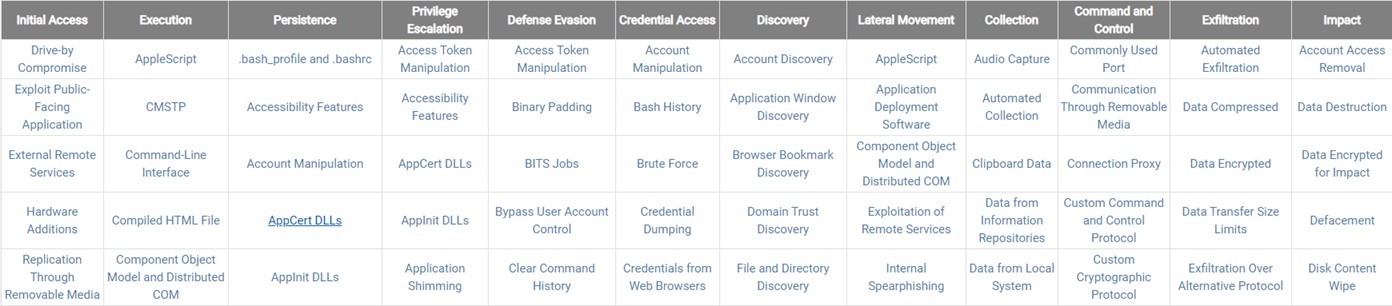 Initial Access
Execution
Persistence
Privilege
Escalation
Defense Evasion
Credential Access
Discovery
Lateral Movement
Collection
Command and
Control
Exfiltration
Impact
Drive-by
Compromise
AppleScript
.bash_profile and .bashrc
Access Token
Manipulation
Access Token
Manipulation
Account
Manipulation
Account Discovery
AppleScript
Audio Capture
Commonly Used
Port
Automated
Exfiltration
Account Access
Removal
Exploit Public-
Facing
Application
CMSTP
Accessibility Features
Accessibility
Features
Binary Padding
Bash History
Application Window
Discovery
Application
Deployment
Software
Automated
Collection
Communication
Through Removable
Media
Data Compressed
Data Destruction
External Remote
Services
Command-Line
Interface
Account Manipulation
AppCert DLLs
BITS Jobs
Brute Force
Browser Bookmark
Discovery
Component Object
Model and
Distributed COM
Clipboard Data
Connection Proxy
Data Encrypted
Data Encrypted
for Impact
Hardware
Additions
Compiled HTML File
AppCert DLLs
AppInit DLLs
Bypass User Account
Control
Credential
Dumping
Domain Trust
Discovery
Exploitation of
Remote Services
Data from
Information
Repositories
Custom Command
and Control
Protocol
Data Transfer Size
Limits
Defacement
Replication
Through
Removable Media
Component Object
Model and Distributed
COM
AppInit DLLs
Application
Shimming
Clear Command
History
Credentials from
Web Browsers
File and Directory
Discovery
Internal
Spearphishing
Data from Local
System
Custom
Cryptographic
Protocol
Exfiltration Over
Alternative Protocol
Disk Content
Wipe